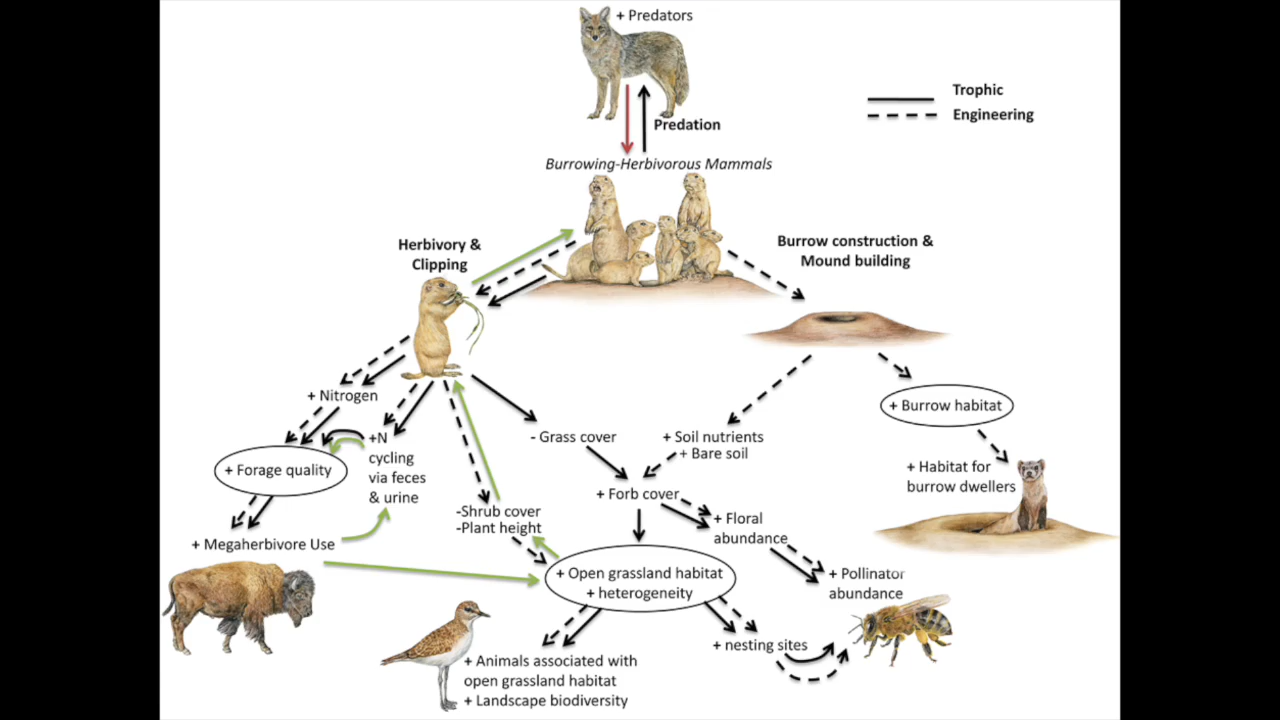 + Predators
Trophic
Engineering
Predation
Burrowing-Herbivorous Mammals
Herbivory &
Clipping
Burrow construction &
Mound building
+ Nitrogen
+ Burrow habitat
+N
cycling
via feces
& urine
- Grass cover
+ Soil nutrients
+ Bare soil
+ Forage quality
+ Habitat for
burrow dwellers
+ Forb cover
-Shrub cover
-Plant height
+ Floral
abundance
+ Megaherbivore Use
+ Open grassland habitat
+ heterogeneity
+ Pollinator
abundance
+ nesting sites
+ Animals associated with
open grassland habitat
+ Landscape biodiversity